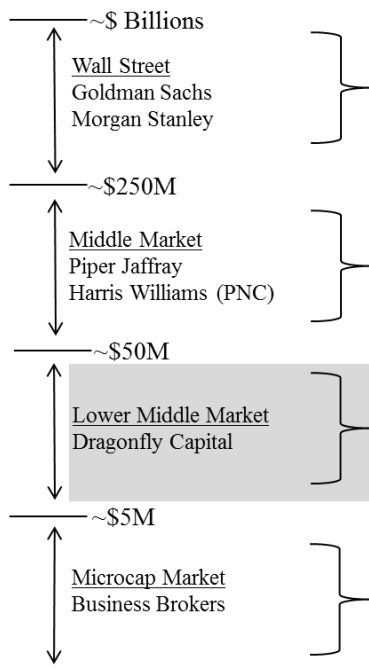 ~$ Billions
Wall Street
Goldman Sachs
Morgan Stanley
~$250M
Middle Market
Piper Jaffray
Harris Williams (PNC)
~$50M
Lower Middle Market
Dragonfly Capital
~$5M
Microcap Market
Business Brokers